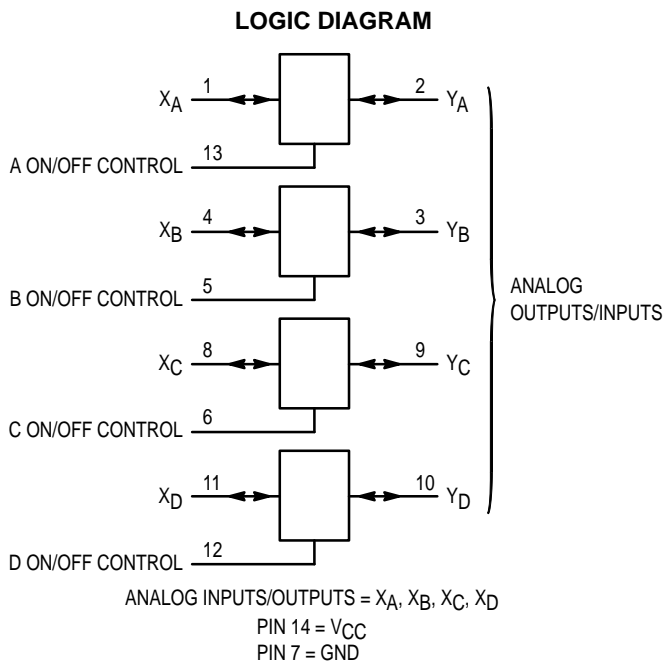 LOGIC DIAGRAM
XA 1 2 YA
A ON/OFF CONTROL 13
XB 4 3 YB
B ON/OFF CONTROL 5
ANALOG
OUTPUTS/INPUTS
XC 8 9 YC
C ON/OFF CONTROL 6
XD 11 10 YD
D ON/OFF CONTROL 12
ANALOG INPUTS/OUTPUTS = XA, XB, XC, XD
PIN 14 = VCC
PIN 7 = GND